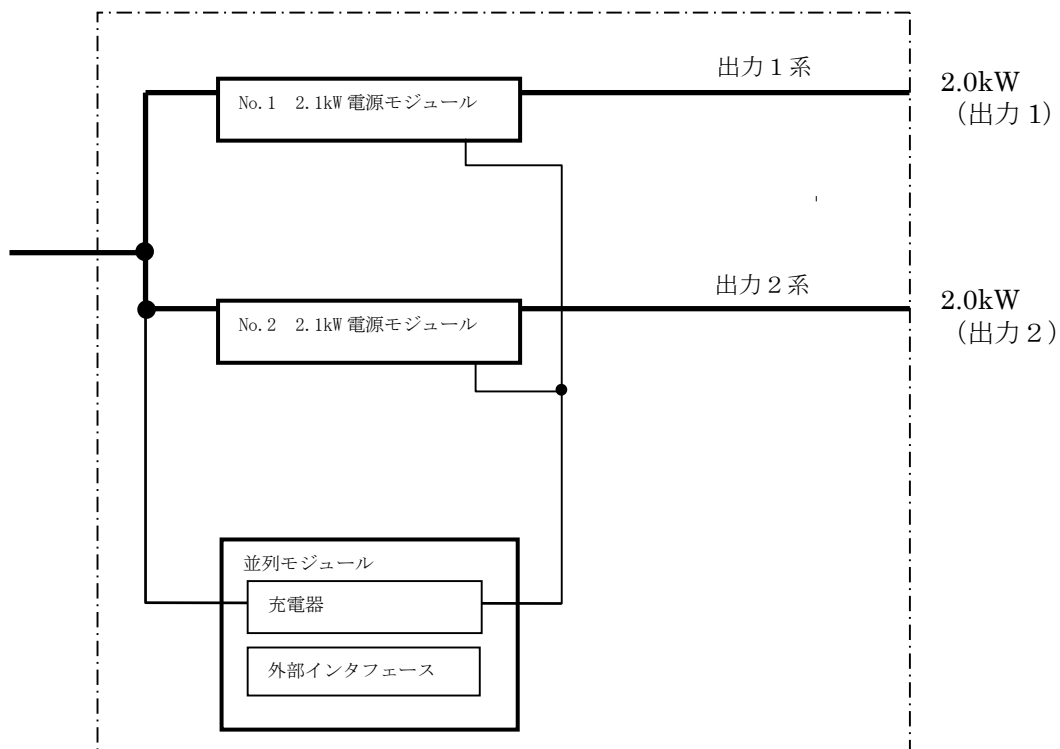 出力１系
2.0kW
（出力 1）
No.1　2.1kW 電源モジュール
出力２系
2.0kW
（出力２）
No.2　2.1kW 電源モジュール
並列モジュール
充電器
外部インタフェース